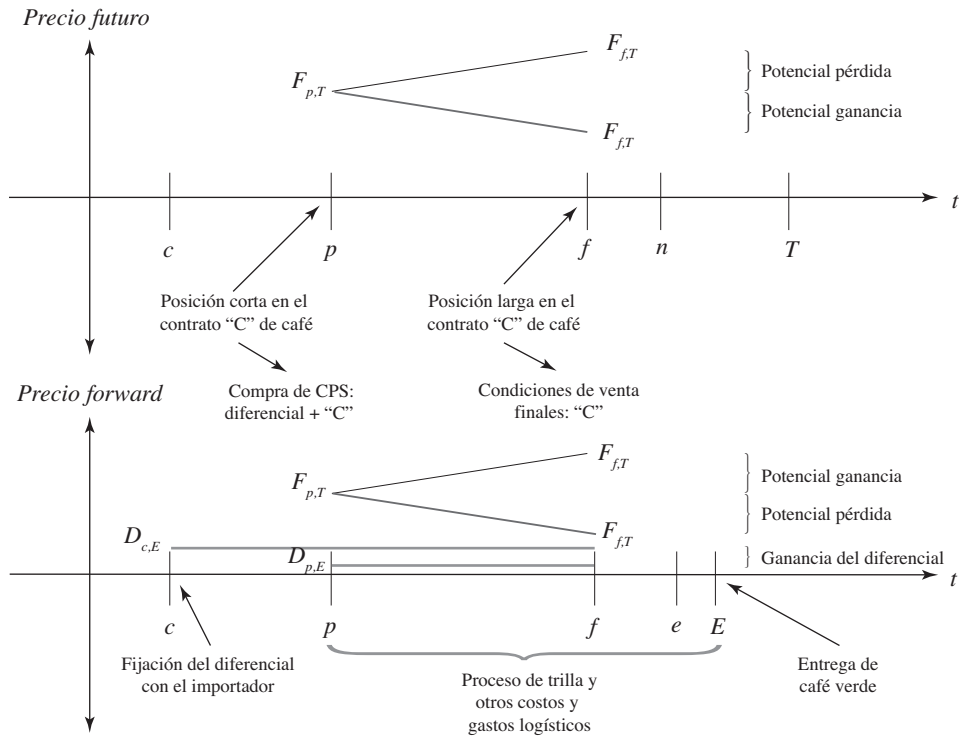 Precio futuro
F_{f,T}
F_{p,T}
Potencial pérdida
Potencial ganancia
F_{f,T}
t
c
p
f
n
T
Posición corta en el
contrato “C” de café
Posición larga en el
contrato “C” de café
Compra de CPS:
diferencial + “C”
Condiciones de venta
finales: “C”
Precio forward
F_{f,T}
F_{p,T}
Potencial ganancia
Potencial pérdida
F_{f,T}
D_{c,E}
D_{p,E}
Ganancia del diferencial
t
c
p
f
e
E
Fijación del diferencial
con el importador
Proceso de trilla y
otros costos y
gastos logísticos
Entrega de
café verde